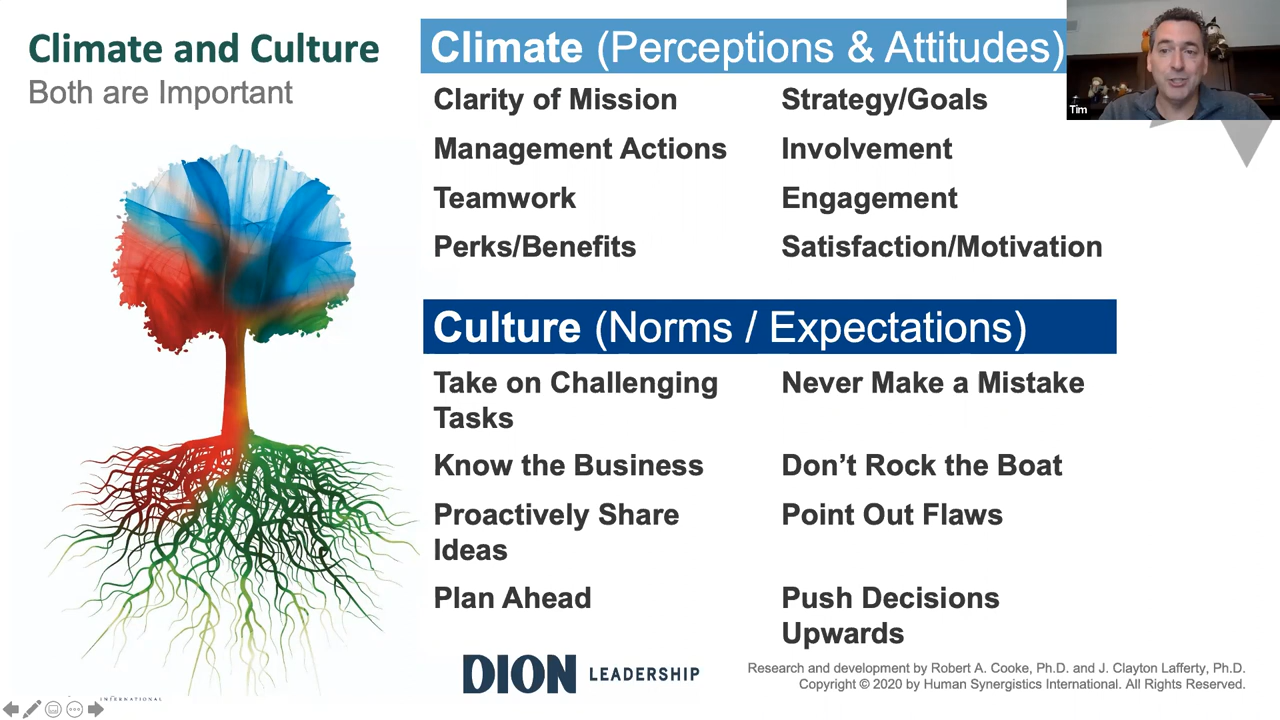 Climate and Culture
Both are Important
Climate (Perceptions & Attitudes)
Clarity of Mission
Strategy/Goals
Management Actions
Involvement
Teamwork
Engagement
Perks/Benefits
Satisfaction/Motivation
Culture (Norms / Expectations)
Take on Challenging
Tasks
Never Make a Mistake
Know the Business
Don’t Rock the Boat
Proactively Share
Ideas
Point Out Flaws
Plan Ahead
Push Decisions
Upwards
DION LEADERSHIP
Research and development by Robert A. Cooke, Ph.D. and J. Clayton Lafferty, Ph.D.
Copyright © 2020 by Human Synergistics International. All Rights Reserved.
INTERNATIONAL
Tim